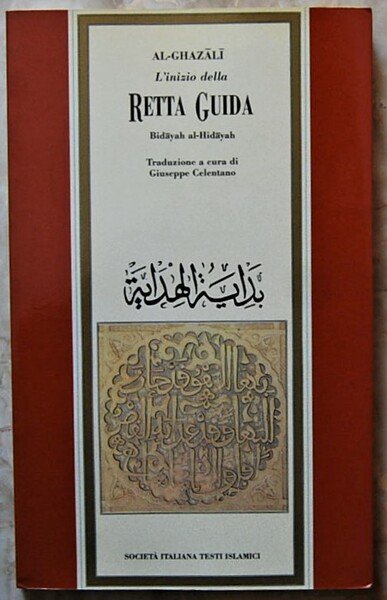 AL-GHAZĀLĪ
L'inizio della
RETTA GUIDA
Bidāyah al-Hidāyah
Traduzione a cura di
Giuseppe Celentano
بداية الهداية
SOCIETÀ ITALIANA TESTI ISLAMICI